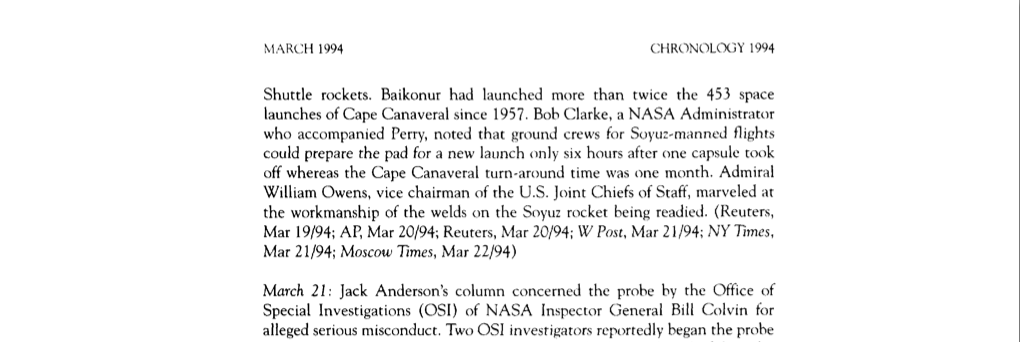 MARCH 1994 CHRONOLOGY 1994
Shuttle rockets. Baikonur had launched more than twice the 453 space
launches of Cape Canaveral since 1957. Bob Clarke, a NASA Administrator
who accompanied Perry, noted that ground crews for Soyuz-manned flights
could prepare the pad for a new launch only six hours after one capsule took
off whereas the Cape Canaveral turn-around time was one month. Admiral
William Owens, vice chairman of the U.S. Joint Chiefs of Staff, marveled at
the workmanship of the welds on the Soyuz rocket being readied. (Reuters,
Mar 19/94; AP, Mar 20/94; Reuters, Mar 20/94; W Post, Mar 21/94; NY Times,
Mar 21/94; Moscow Times, Mar 22/94)
March 21: Jack Anderson's column concerned the probe by the Office of
Special Investigations (OSI) of NASA Inspector General Bill Colvin for
alleged serious misconduct. Two OSI investigators reportedly began the probe